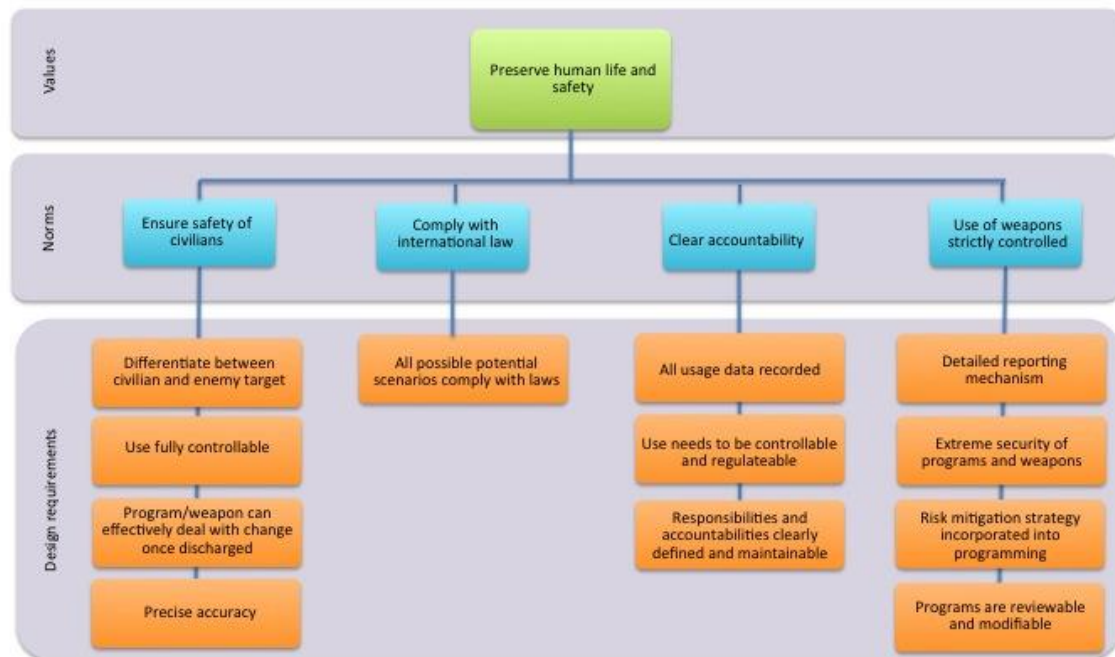 Values
Preserve human life and
safety
Norms
Ensure safety of
civilians
Comply with
international law
Clear accountability
Use of weapons
strictly controlled
Design requirements
Differentiate between
civilian and enemy target
Use fully controllable
Program/weapon can
effectively deal with change
once discharged
Precise accuracy
All possible potential
scenarios comply with laws
All usage data recorded
Use needs to be controllable
and regulateable
Responsibilities and
accountabilities clearly
defined and maintainable
Detailed reporting
mechanism
Extreme security of
programs and weapons
Risk mitigation strategy
incorporated into
programming
Programs are reviewable
and modifiable